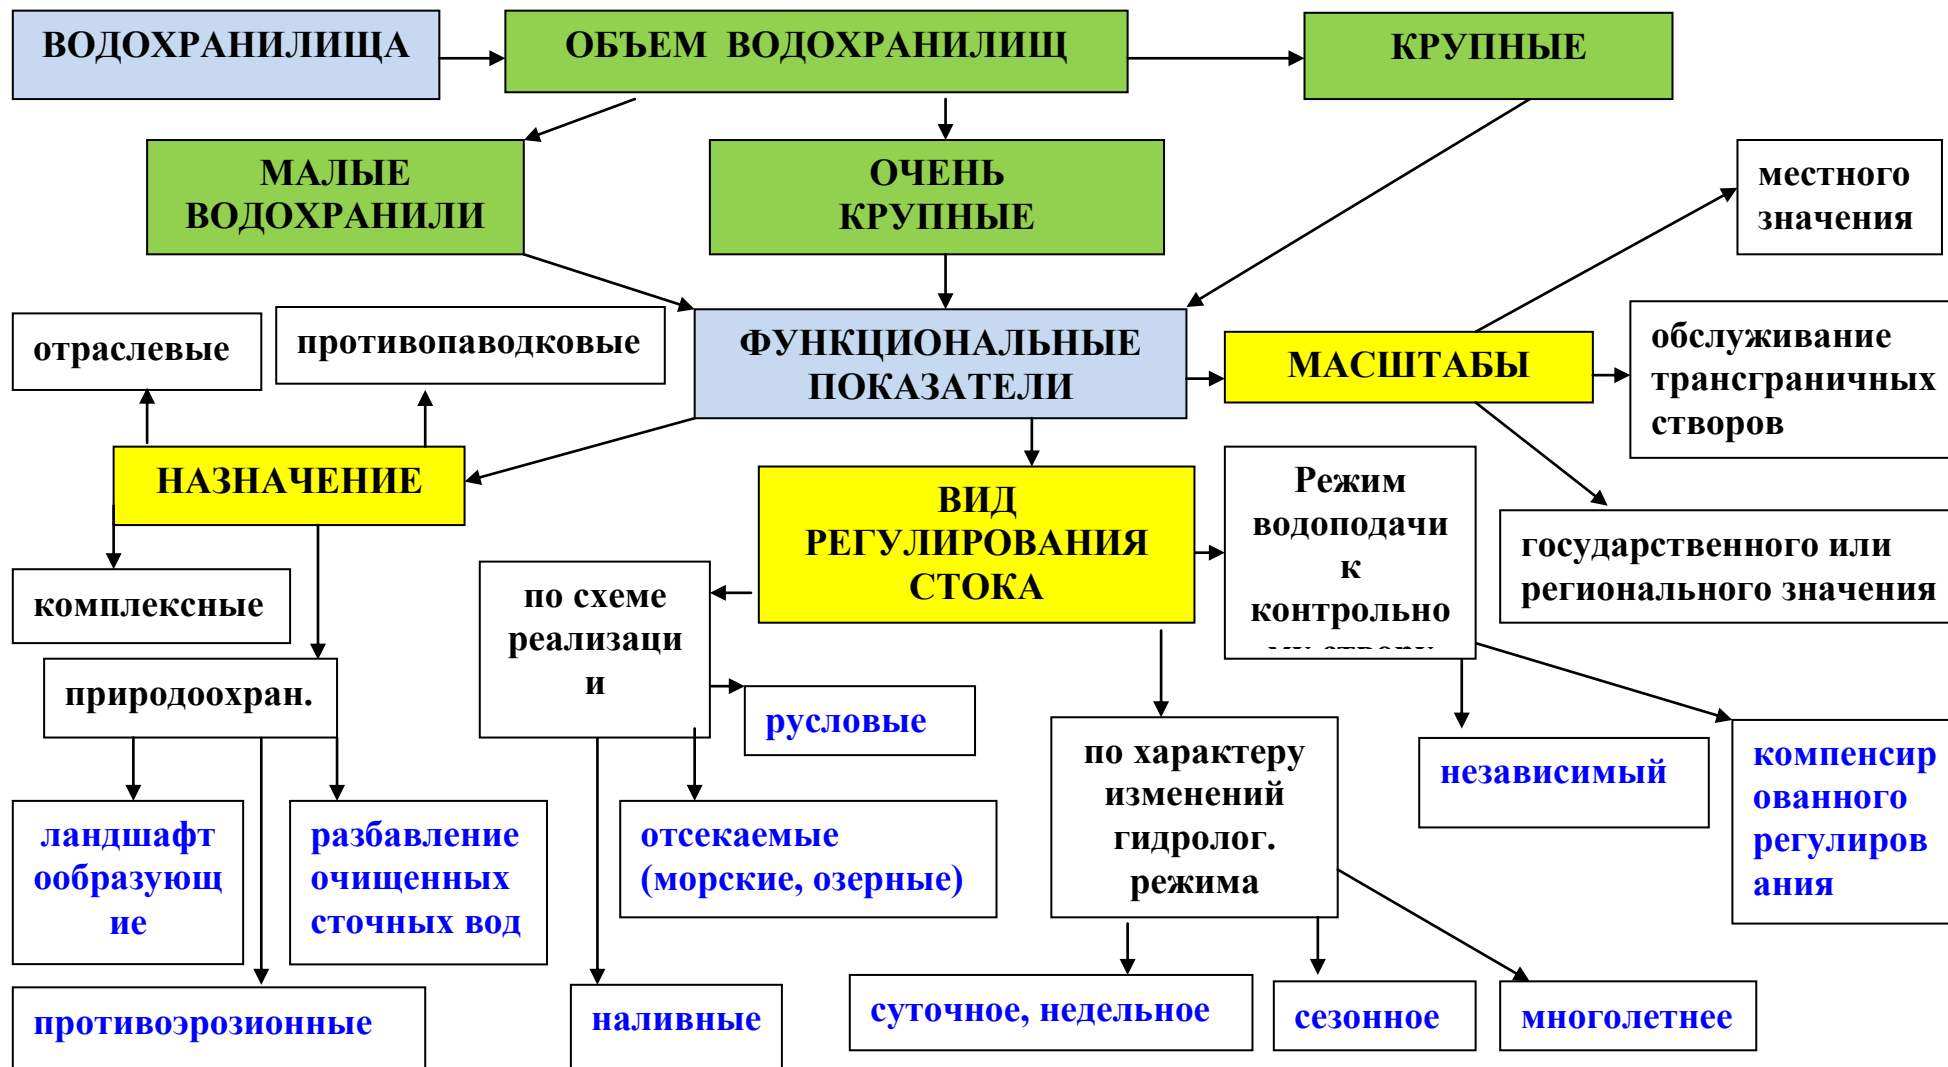 ВОДОХРАНИЛИЩА
ОБЪЕМ ВОДОХРАНИЛИЩ
КРУПНЫЕ
МАЛЫЕ
ВОДОХРАНИЛИ
ОЧЕНЬ
КРУПНЫЕ
местного
значения
отраслевые
противопаводковые
ФУНКЦИОНАЛЬНЫЕ
ПОКАЗАТЕЛИ
МАСШТАБЫ
обслуживание
трансграничных
створов
НАЗНАЧЕНИЕ
ВИД
РЕГУЛИРОВАНИЯ
СТОКА
Режим
водоподачи
к
контрольно
му створу
государственного или
регионального значения
комплексные
по схеме
реализаци
и
природоохран.
русловые
по характеру
изменений
гидролог.
режима
независимый
компенсир
ованного
регулиров
ания
ландшафт
ообразующ
ие
разбавление
очищенных
сточных вод
отсекаемые
(морские, озерные)
противоэрозионные
наливные
суточное, недельное
сезонное
многолетнее